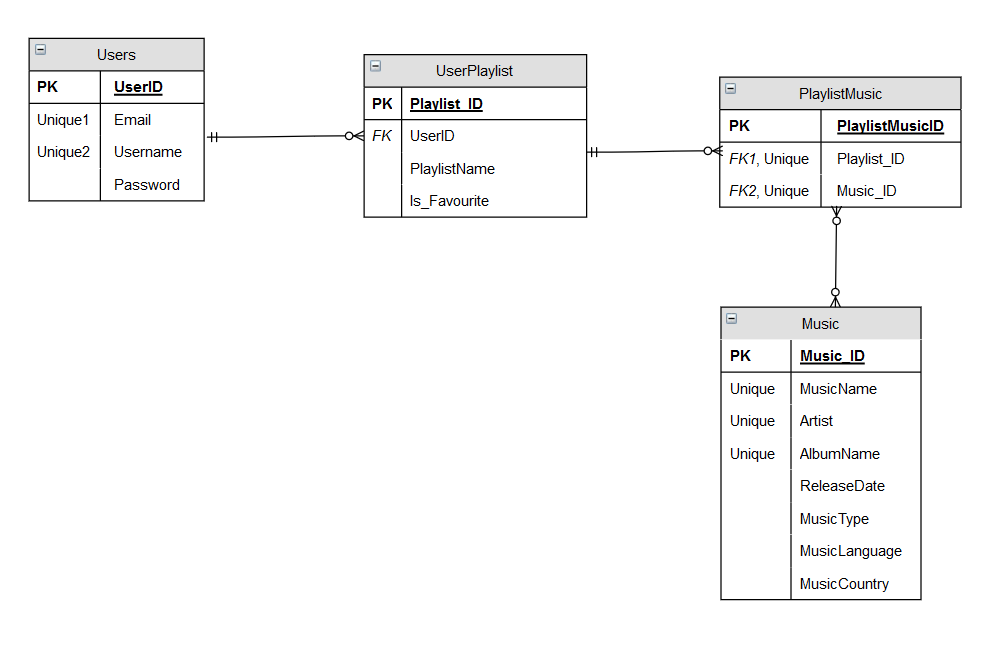 Users
PK UserID
Unique1 Email
Unique2 Username
Password
UserPlaylist
PK Playlist_ID
FK UserID
PlaylistName
Is_Favourite
PlaylistMusic
PK PlaylistMusicID
FK1, Unique Playlist_ID
FK2, Unique Music_ID
Music
PK Music_ID
Unique MusicName
Unique Artist
Unique AlbumName
ReleaseDate
MusicType
MusicLanguage
MusicCountry